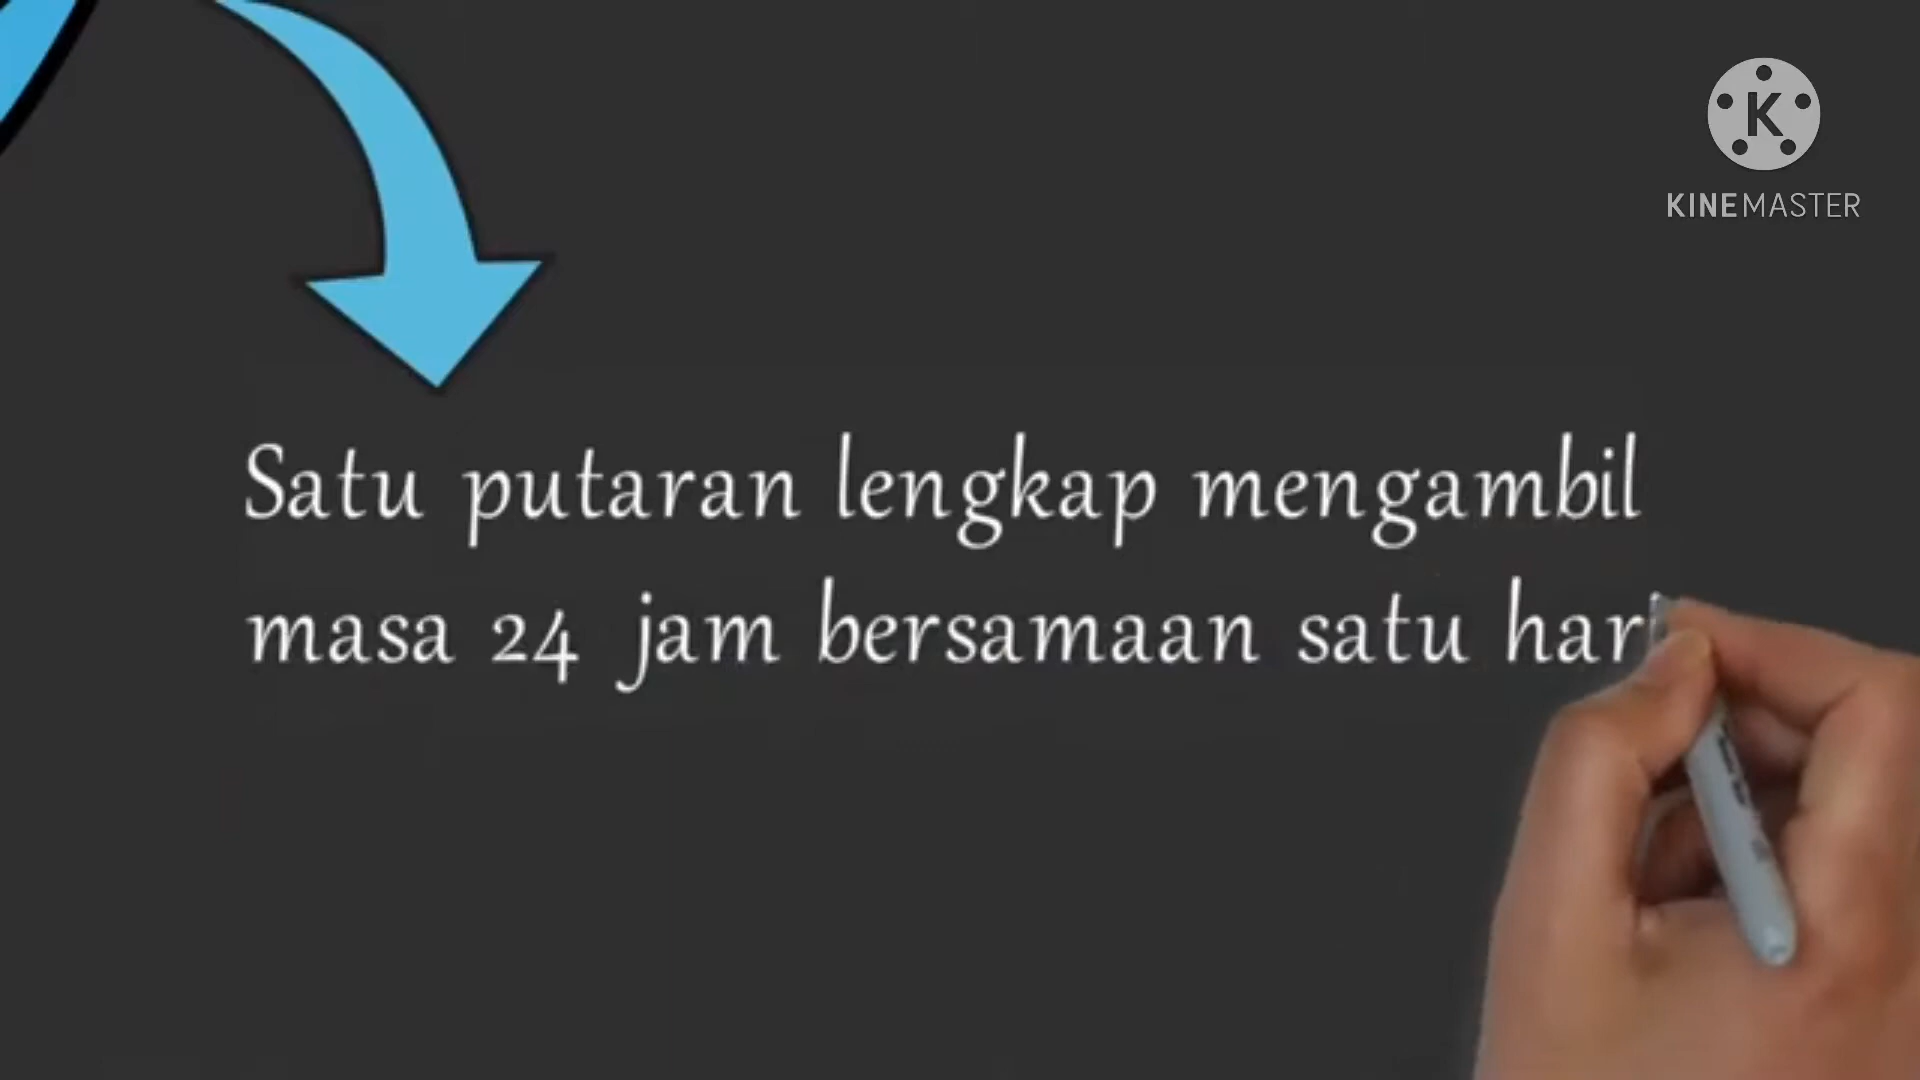 K
KINEMASTER
Satu putaran lengkap mengambil
masa 24 jam bersamaan satu hari